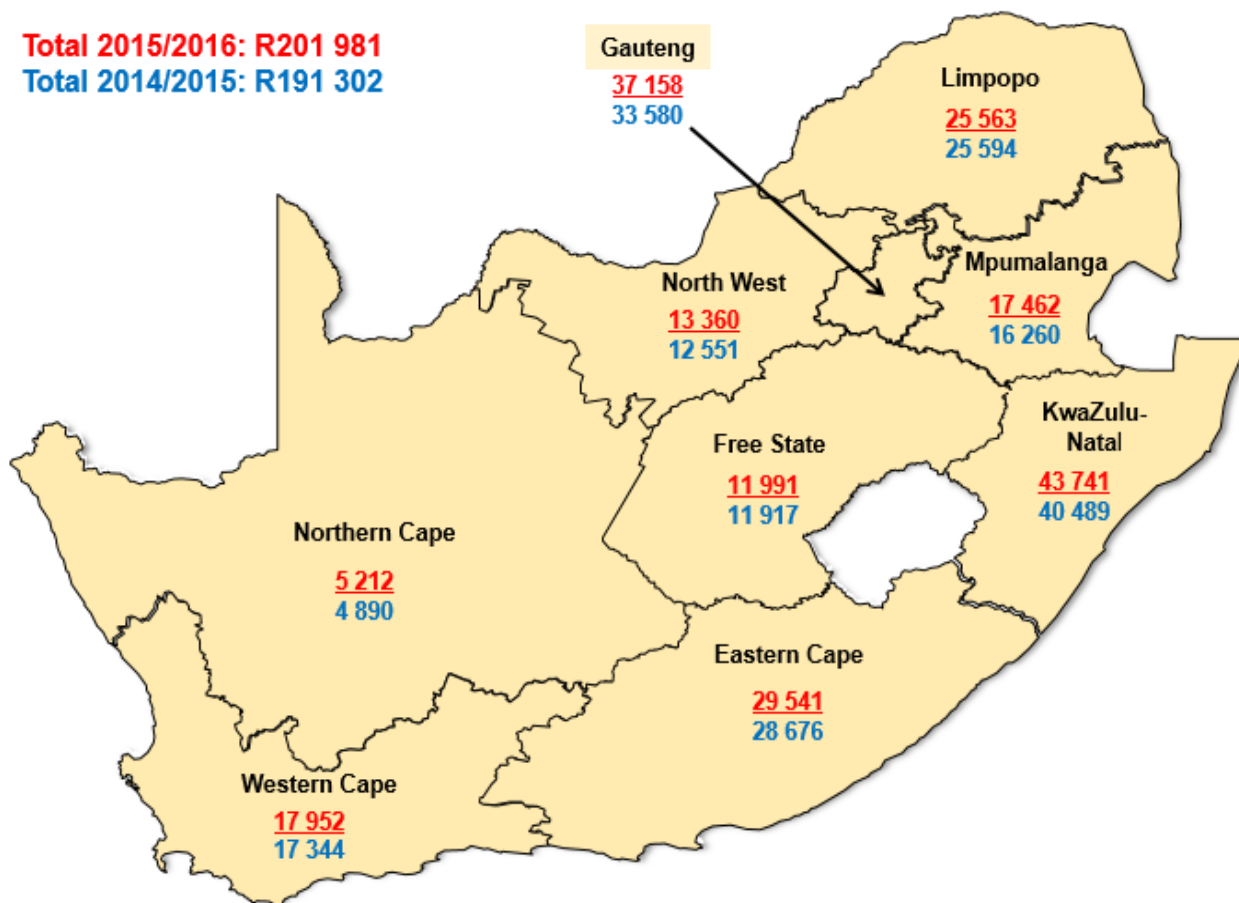 Total 2015/2016: R201 981
Total 2014/2015: R191 302
Gauteng
37 158
33 580
Limpopo
25 563
25 594
Mpumalanga
17 462
16 260
North West
13 360
12 551
KwaZulu-
Natal
43 741
40 489
Free State
11 991
11 917
Northern Cape
5 212
4 890
Eastern Cape
29 541
28 676
Western Cape
17 952
17 344